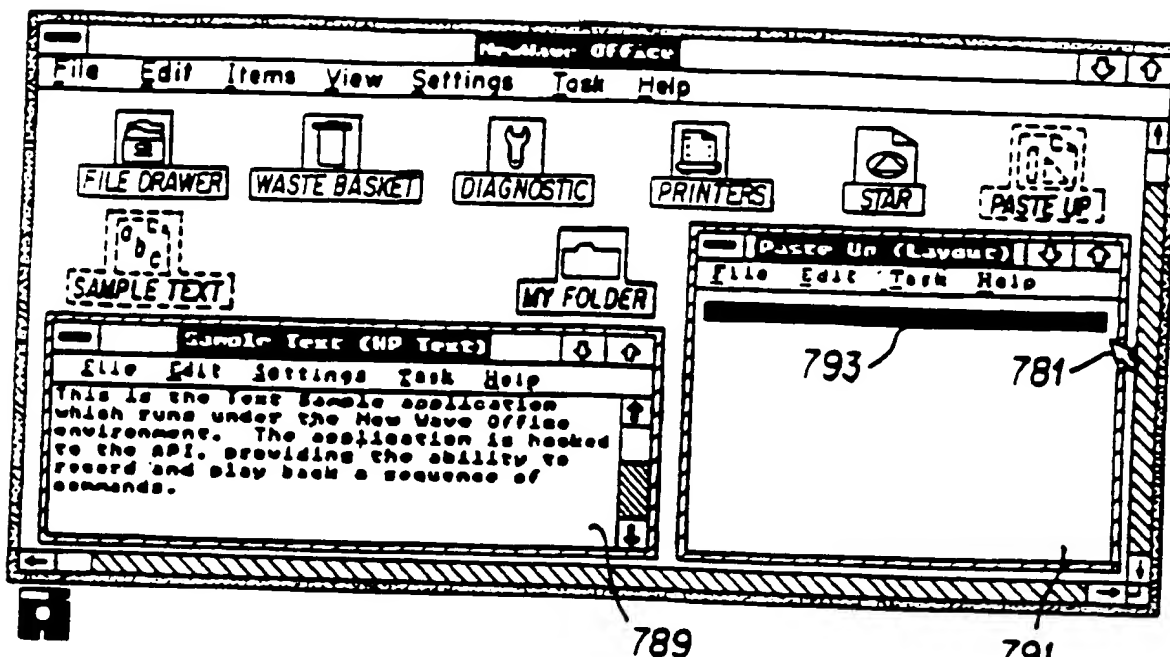 NewWave Office
File Edit Items View Settings Task Help
FILE DRAWER WASTE BASKET DIAGNOSTIC PRINTERS STAR PASTE UP
SAMPLE TEXT MY FOLDER
Paste Up (Layout)
File Edit Task Help
793 781
Sample Text (HP Text)
File Edit Settings Task Help
This is the Text Sample application
which runs under the New Wave Office
environment. The application is hooked
to the API, providing the ability to
record and play back a sequence of
commands.
789 791